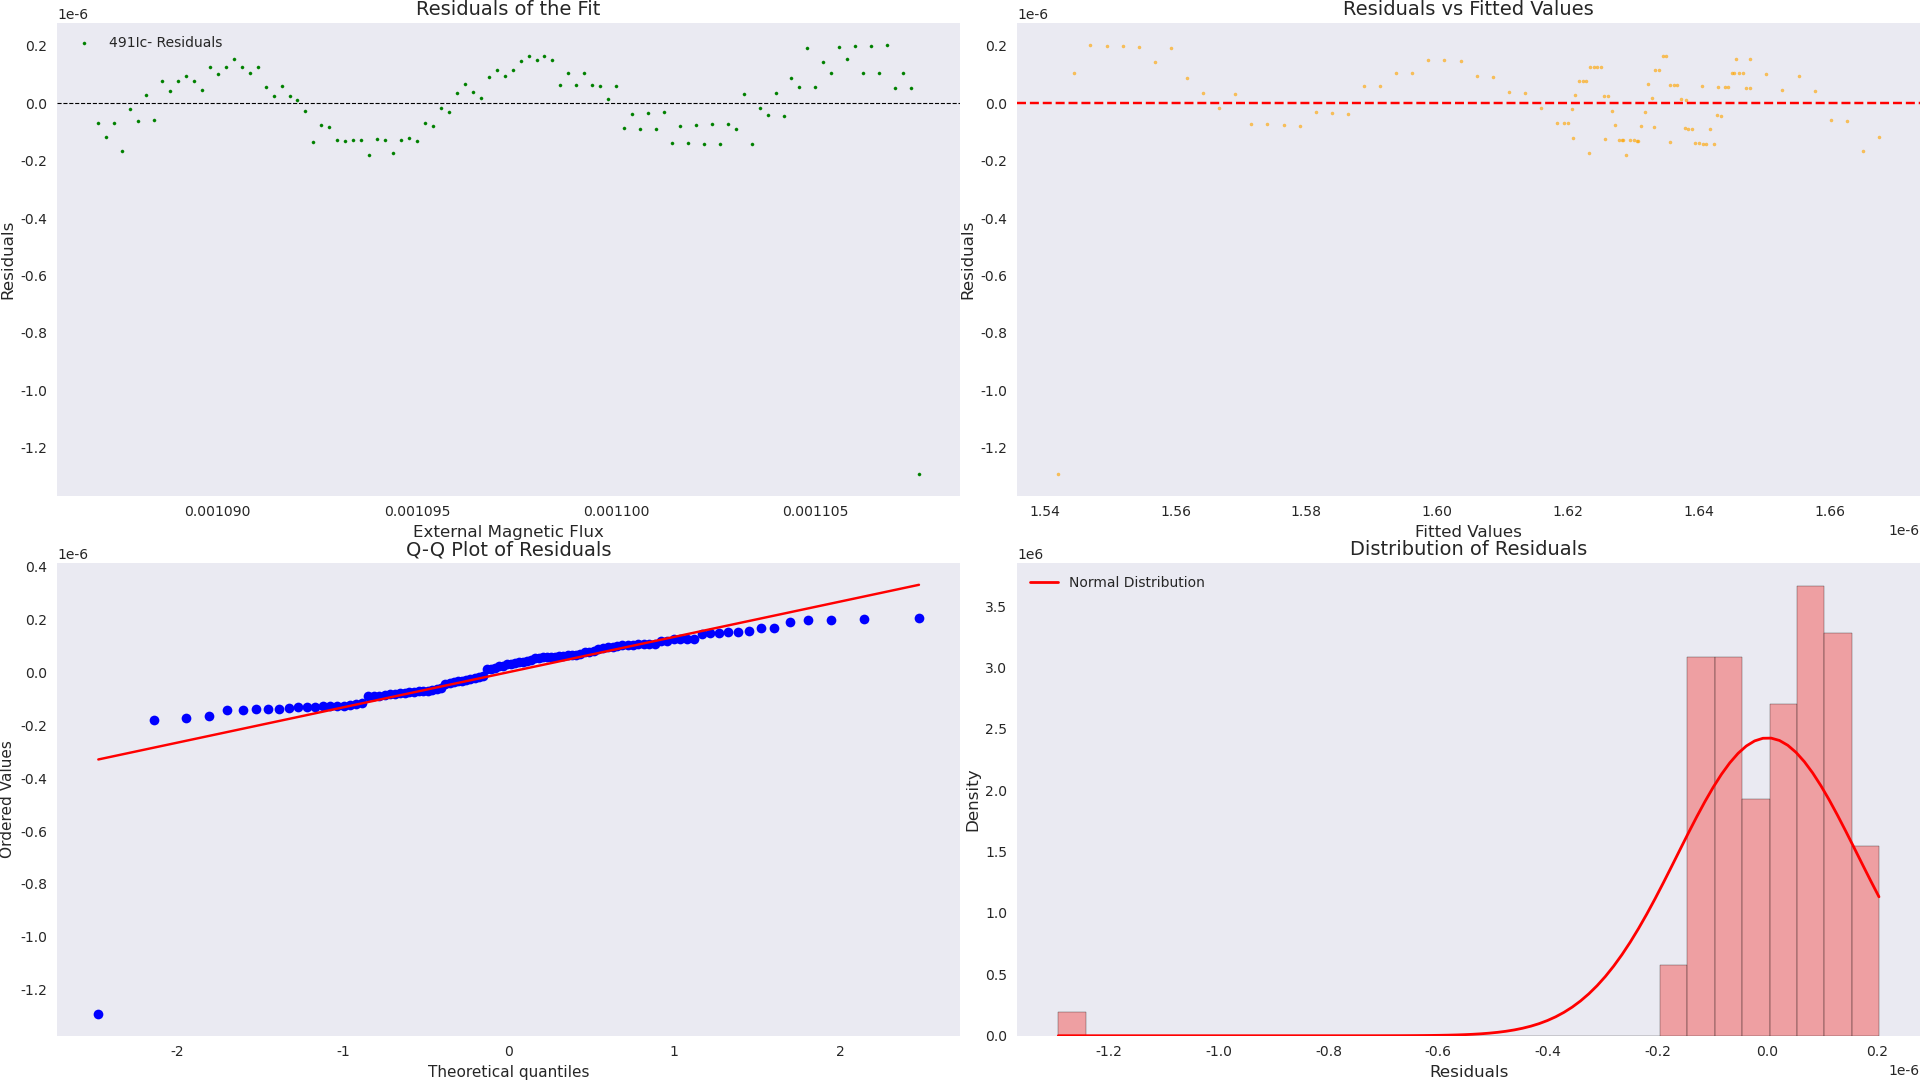 Residuals of the Fit
1e-6
491Ic- Residuals
0.2
0.0
-0.2
-0.4
-0.6
-0.8
-1.0
-1.2
Residuals
0.001090 0.001095 0.001100 0.001105
External Magnetic Flux
Residuals vs Fitted Values
1e-6
0.2
0.0
-0.2
-0.4
-0.6
-0.8
-1.0
-1.2
Residuals
1.54 1.56 1.58 1.60 1.62 1.64 1.66
1e-6
Fitted Values
Q-Q Plot of Residuals
1e-6
0.4
0.2
0.0
-0.2
-0.4
-0.6
-0.8
-1.0
-1.2
Ordered Values
-2 -1 0 1 2
Theoretical quantiles
Distribution of Residuals
1e6
Normal Distribution
3.5
3.0
2.5
2.0
1.5
1.0
0.5
0.0
Density
-1.2 -1.0 -0.8 -0.6 -0.4 -0.2 0.0 0.2
1e-6
Residuals